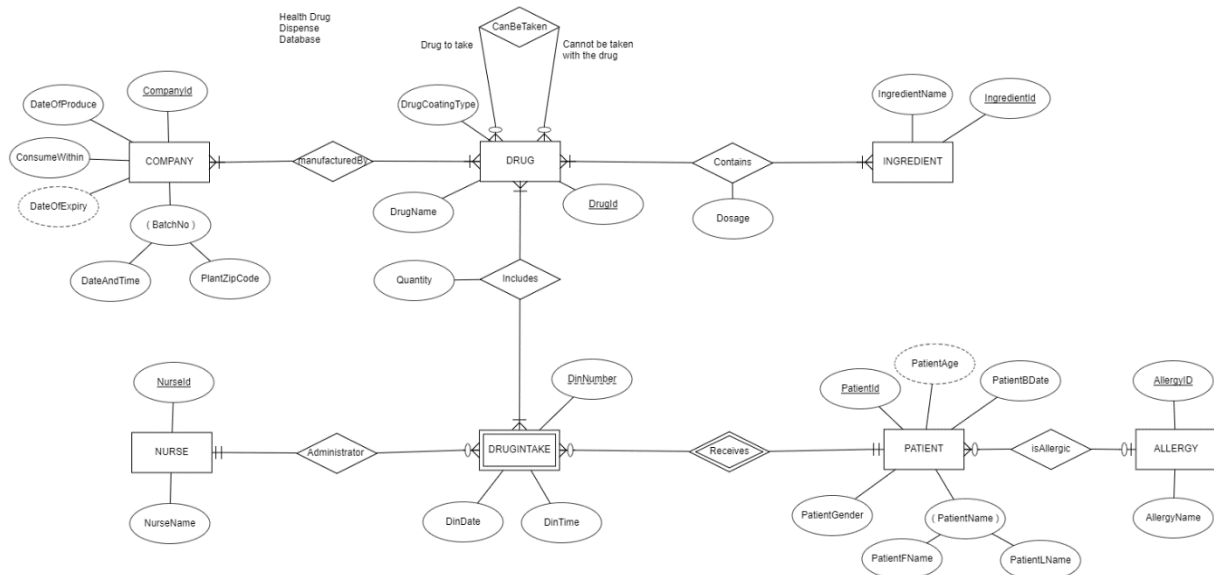 Health Drug
Dispense
Database
CanBeTaken
Drug to take
Cannot be taken
with the drug
CompanyId
DateOfProduce
DrugCoatingType
IngredientName
IngredientId
ConsumeWithin
COMPANY
manufacturedBy
DRUG
Contains
INGREDIENT
DateOfExpiry
DrugName
DrugId
Dosage
( BatchNo )
DateAndTime
PlantZipCode
Quantity
Includes
NurseId
DinNumber
PatientId
PatientAge
PatientBDate
AllergyID
NURSE
Administrator
DRUGINTAKE
Receives
PATIENT
isAllergic
ALLERGY
NurseName
DinDate
DinTime
PatientGender
( PatientName )
AllergyName
PatientFName
PatientLName